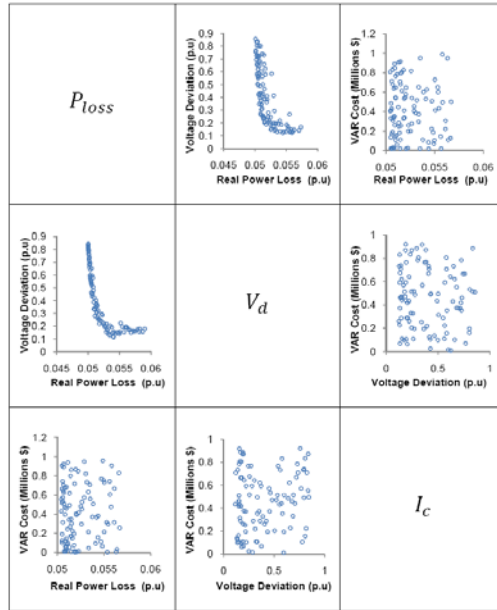 P_loss
Voltage Deviation (p.u)
0.9
0.8
0.7
0.6
0.5
0.4
0.3
0.2
0.1
0
0.045 0.05 0.055 0.06
Real Power Loss (p.u)
VAR Cost (Millions $)
1.2
1
0.8
0.6
0.4
0.2
0
0.05 0.055 0.06
Real Power Loss (p.u)
Voltage Deviation (p,u)
0.9
0.8
0.7
0.6
0.5
0.4
0.3
0.2
0.1
0
0.045 0.05 0.055 0.06
Real Power Loss (p.u)
V_d
VAR Cost (Millions $)
1
0.8
0.6
0.4
0.2
0
0 0.5 1
Voltage Deviation (p.u)
VAR Cost (Millions $)
1.2
1
0.8
0.6
0.4
0.2
0
0.05 0.055 0.06
Real Power Loss (p.u)
VAR Cost (Millions $)
1
0.8
0.6
0.4
0.2
0
0 0.5 1
Voltage Deviation (p.u)
I_c